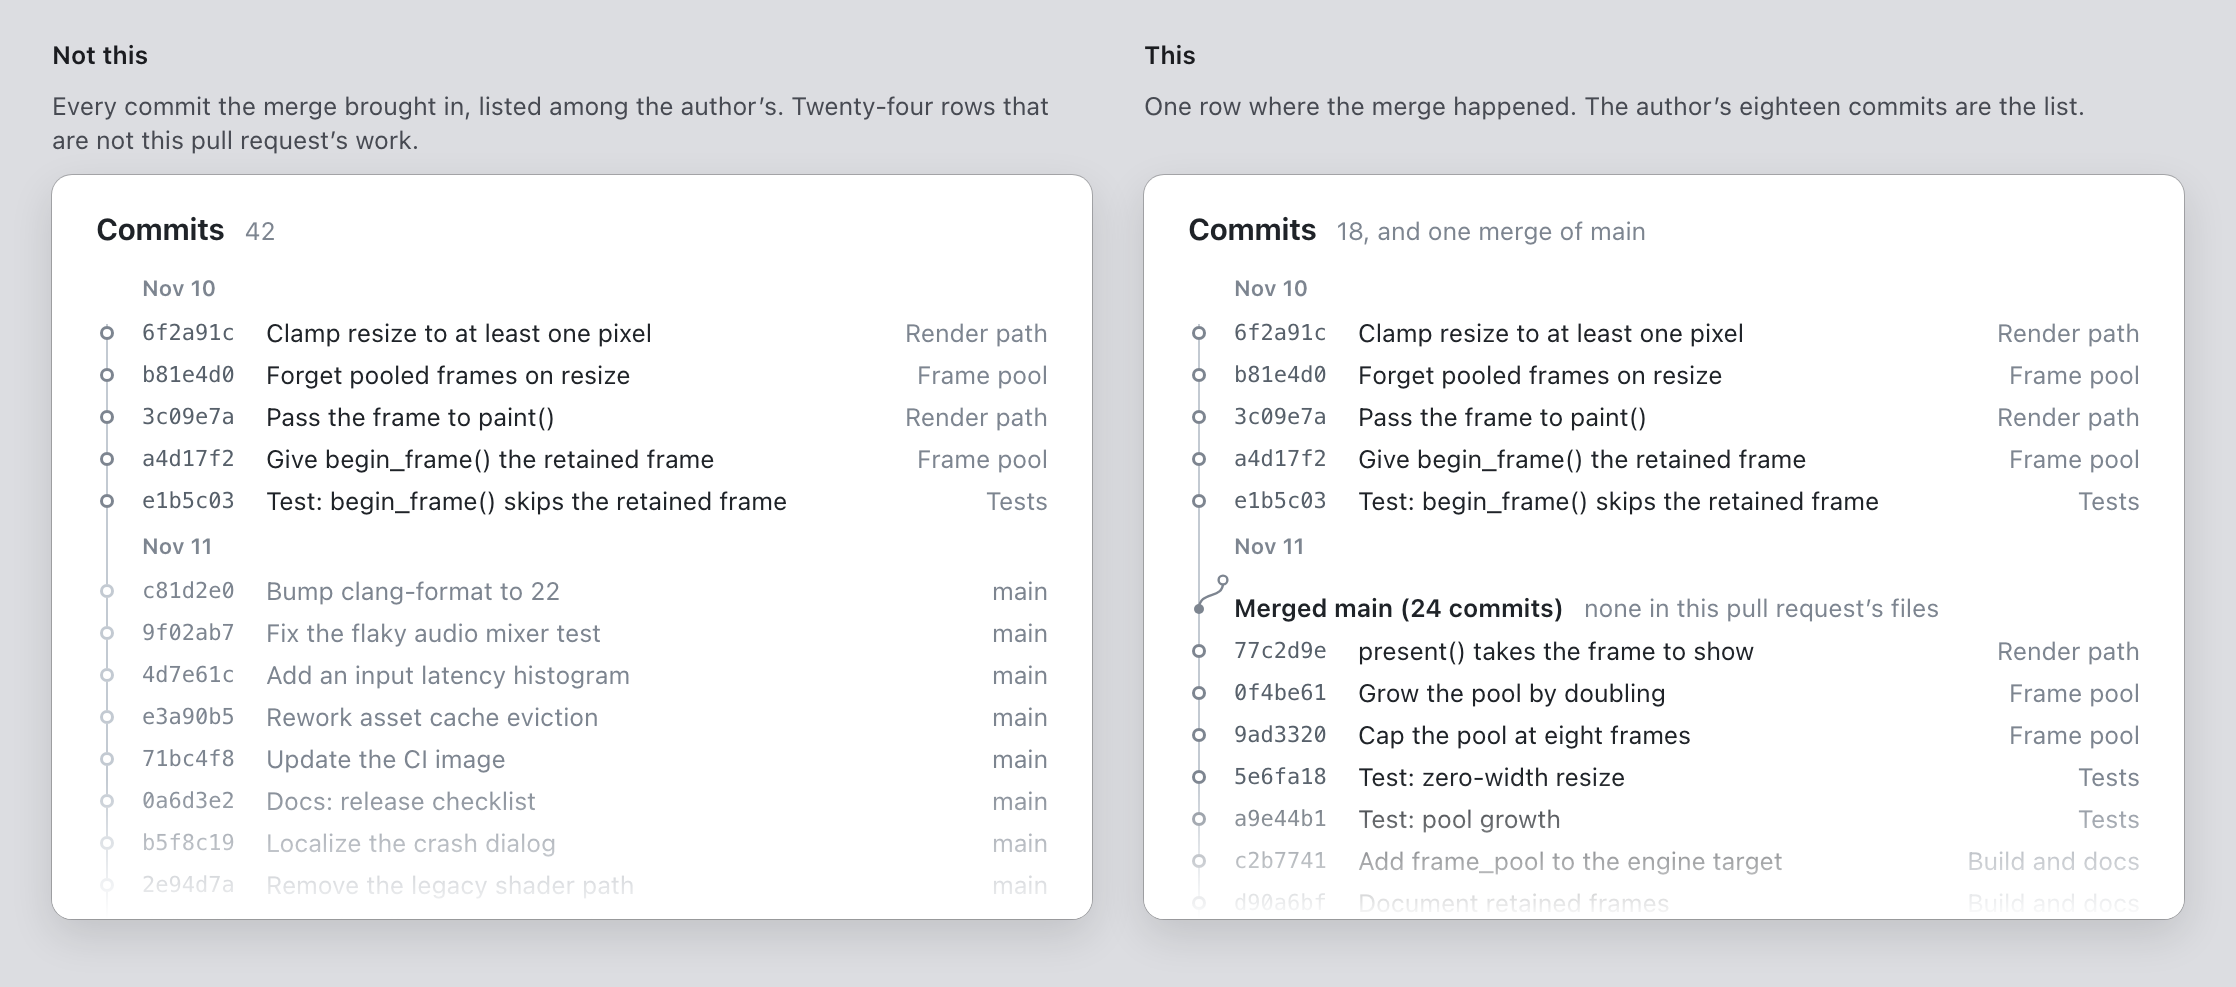 Not this
Every commit the merge brought in, listed among the author’s. Twenty-four rows that
are not this pull request’s work.
Commits 42
Nov 10
6f2a91c Clamp resize to at least one pixel Render path
b81e4d0 Forget pooled frames on resize Frame pool
3c09e7a Pass the frame to paint() Render path
a4d17f2 Give begin_frame() the retained frame Frame pool
e1b5c03 Test: begin_frame() skips the retained frame Tests
Nov 11
c81d2e0 Bump clang-format to 22 main
9f02ab7 Fix the flaky audio mixer test main
4d7e61c Add an input latency histogram main
e3a90b5 Rework asset cache eviction main
71bc4f8 Update the CI image main
0a6d3e2 Docs: release checklist main
b5f8c19 Localize the crash dialog main
2e94d7a Remove the legacy shader path main
This
One row where the merge happened. The author’s eighteen commits are the list.
Commits 18, and one merge of main
Nov 10
6f2a91c Clamp resize to at least one pixel Render path
b81e4d0 Forget pooled frames on resize Frame pool
3c09e7a Pass the frame to paint() Render path
a4d17f2 Give begin_frame() the retained frame Frame pool
e1b5c03 Test: begin_frame() skips the retained frame Tests
Nov 11
Merged main (24 commits) none in this pull request’s files
77c2d9e present() takes the frame to show Render path
0f4be61 Grow the pool by doubling Frame pool
9ad3320 Cap the pool at eight frames Frame pool
5e6fa18 Test: zero-width resize Tests
a9e44b1 Test: pool growth Tests
c2b7741 Add frame_pool to the engine target Build and docs
d90a6bf Document retained frames Build and docs